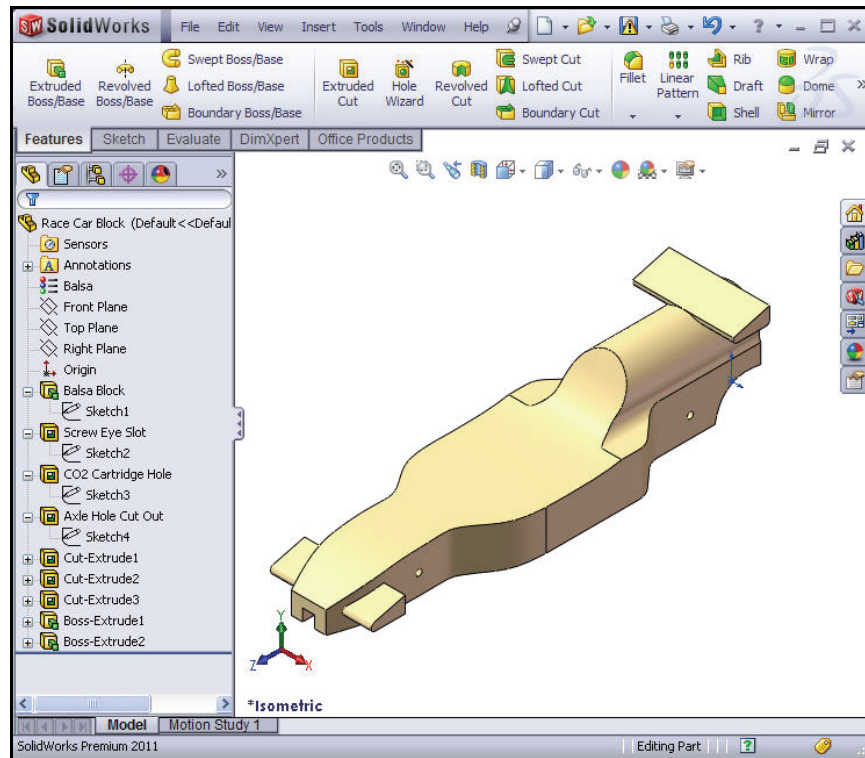 SolidWorks File Edit View Insert Tools Window Help
Extruded Boss/Base
Revolved Boss/Base
Swept Boss/Base
Lofted Boss/Base
Boundary Boss/Base
Extruded Cut
Hole Wizard
Revolved Cut
Swept Cut
Lofted Cut
Boundary Cut
Fillet
Linear Pattern
Rib
Draft
Shell
Wrap
Dome
Mirror
Features Sketch Evaluate DimXpert Office Products
Race Car Block (Default<<Defaul
Sensors
Annotations
Balsa
Front Plane
Top Plane
Right Plane
Origin
Balsa Block
Sketch1
Screw Eye Slot
Sketch2
CO2 Cartridge Hole
Sketch3
Axle Hole Cut Out
Sketch4
Cut-Extrude1
Cut-Extrude2
Cut-Extrude3
Boss-Extrude1
Boss-Extrude2
Y
Z X
*Isometric
Model Motion Study 1
SolidWorks Premium 2011 Editing Part